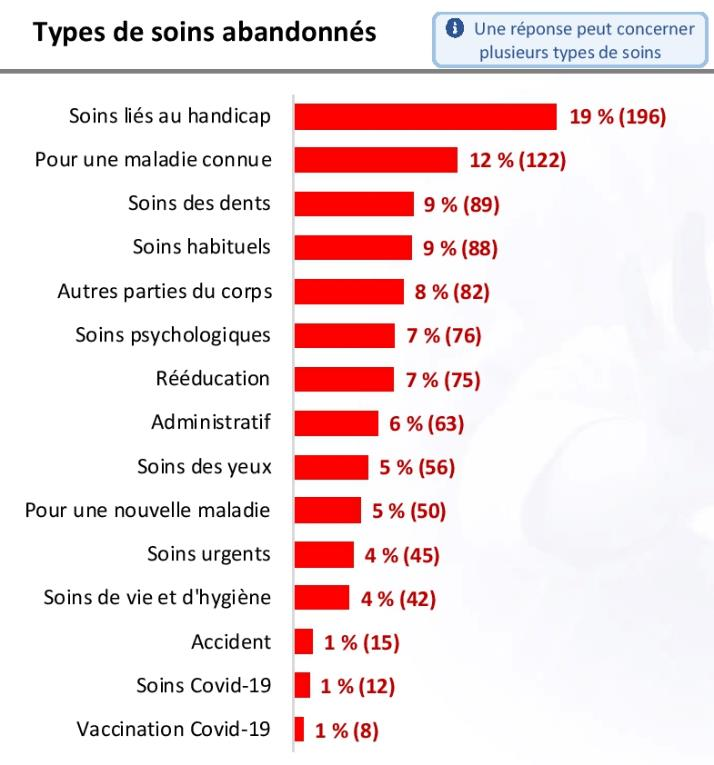 Types de soins abandonnés
Une réponse peut concerner
plusieurs types de soins
Soins liés au handicap 19 % (196)
Pour une maladie connue 12 % (122)
Soins des dents 9 % (89)
Soins habituels 9 % (88)
Autres parties du corps 8 % (82)
Soins psychologiques 7 % (76)
Rééducation 7 % (75)
Administratif 6 % (63)
Soins des yeux 5 % (56)
Pour une nouvelle maladie 5 % (50)
Soins urgents 4 % (45)
Soins de vie et d'hygiène 4 % (42)
Accident 1 % (15)
Soins Covid-19 1 % (12)
Vaccination Covid-19 1 % (8)